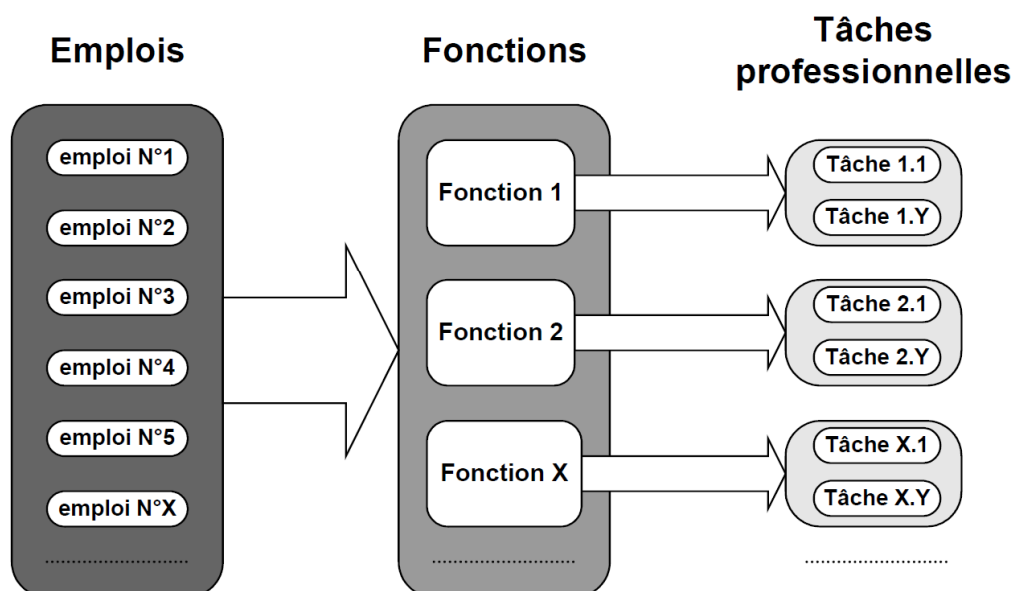 Emplois
emploi N°1
emploi N°2
emploi N°3
emploi N°4
emploi N°5
emploi N°X
Fonctions
Fonction 1
Fonction 2
Fonction X
Tâches
professionnelles
Tâche 1.1
Tâche 1.Y
Tâche 2.1
Tâche 2.Y
Tâche X.1
Tâche X.Y